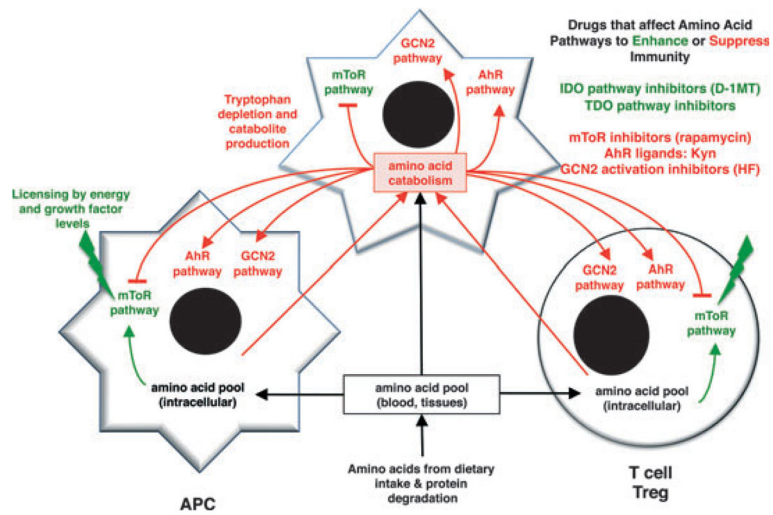 Drugs that affect Amino Acid
Pathways to Enhance or Suppress
Immunity
IDO pathway inhibitors (D-1MT)
TDO pathway inhibitors
mToR inhibitors (rapamycin)
AhR ligands: Kyn
GCN2 activation inhibitors (HF)
GCN2
pathway
mToR
pathway
AhR
pathway
Tryptophan
depletion and
catabolite
production
amino acid
catabolism
Licensing by energy
and growth factor
levels
AhR
pathway
GCN2
pathway
mToR
pathway
amino acid pool
(intracellular)
APC
amino acid pool
(blood, tissues)
Amino acids from dietary
intake & protein
degradation
GCN2
pathway
AhR
pathway
mToR
pathway
amino acid pool
(intracellular)
T cell
Treg